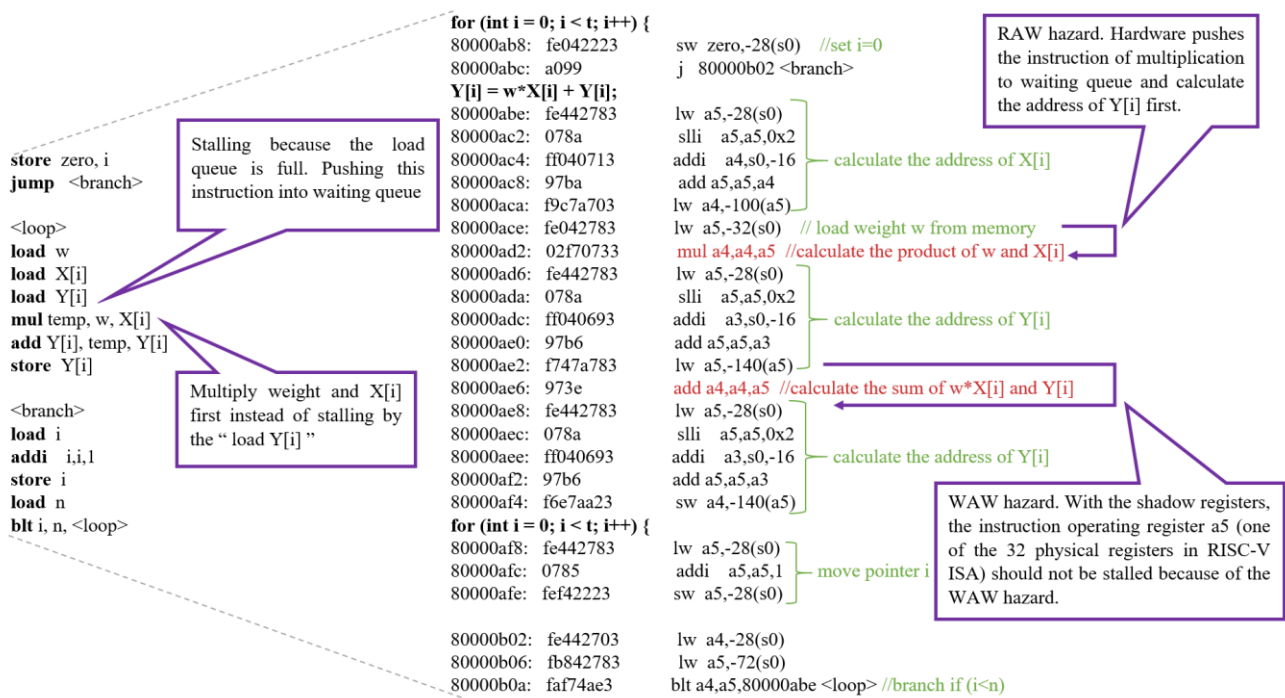 store zero, i
jump <branch>
<loop>
load w
load X[i]
load Y[i]
mul temp, w, X[i]
add Y[i], temp, Y[i]
store Y[i]
<branch>
load i
addi i,i,1
store i
load n
blt i, n, <loop>
Stalling because the load
queue is full. Pushing this
instruction into waiting queue
Multiply weight and X[i]
first instead of stalling by
the “ load Y[i] ”
for (int i = 0; i < t; i++) {
80000ab8: fe042223 sw zero,-28(s0) //set i=0
80000abc: a099 j 80000b02 <branch>
Y[i] = w*X[i] + Y[i];
80000abe: fe442783 lw a5,-28(s0)
80000ac2: 078a slli a5,a5,0x2
80000ac4: ff040713 addi a4,s0,-16
calculate the address of X[i]
80000ac8: 97ba add a5,a5,a4
80000aca: f9c7a703 lw a4,-100(a5)
80000ace: fe042783 lw a5,-32(s0) // load weight w from memory
80000ad2: 02f70733 mul a4,a4,a5 //calculate the product of w and X[i]
80000ad6: fe442783 lw a5,-28(s0)
80000ada: 078a slli a5,a5,0x2
80000adc: ff040693 addi a3,s0,-16
calculate the address of Y[i]
80000ae0: 97b6 add a5,a5,a3
80000ae2: f747a783 lw a5,-140(a5)
80000ae6: 973e add a4,a4,a5 //calculate the sum of w*X[i] and Y[i]
80000ae8: fe442783 lw a5,-28(s0)
80000aec: 078a slli a5,a5,0x2
80000aee: ff040693 addi a3,s0,-16
calculate the address of Y[i]
80000af2: 97b6 add a5,a5,a3
80000af4: f6e7aa23 sw a4,-140(a5)
for (int i = 0; i < t; i++) {
80000af8: fe442783 lw a5,-28(s0)
80000afc: 0785 addi a5,a5,1
move pointer i
80000afe: fef42223 sw a5,-28(s0)
80000b02: fe442703 lw a4,-28(s0)
80000b06: fb842783 lw a5,-72(s0)
80000b0a: faf74ae3 blt a4,a5,80000abe <loop> //branch if (i<n)
RAW hazard. Hardware pushes
the instruction of multiplication
to waiting queue and calculate
the address of Y[i] first.
WAW hazard. With the shadow registers,
the instruction operating register a5 (one
of the 32 physical registers in RISC-V
ISA) should not be stalled because of the
WAW hazard.